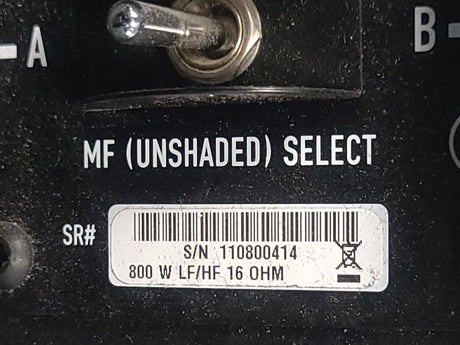 A
B
MF (UNSHADED) SELECT
SR#
S/N 110800414
800 W LF/HF 16 OHM